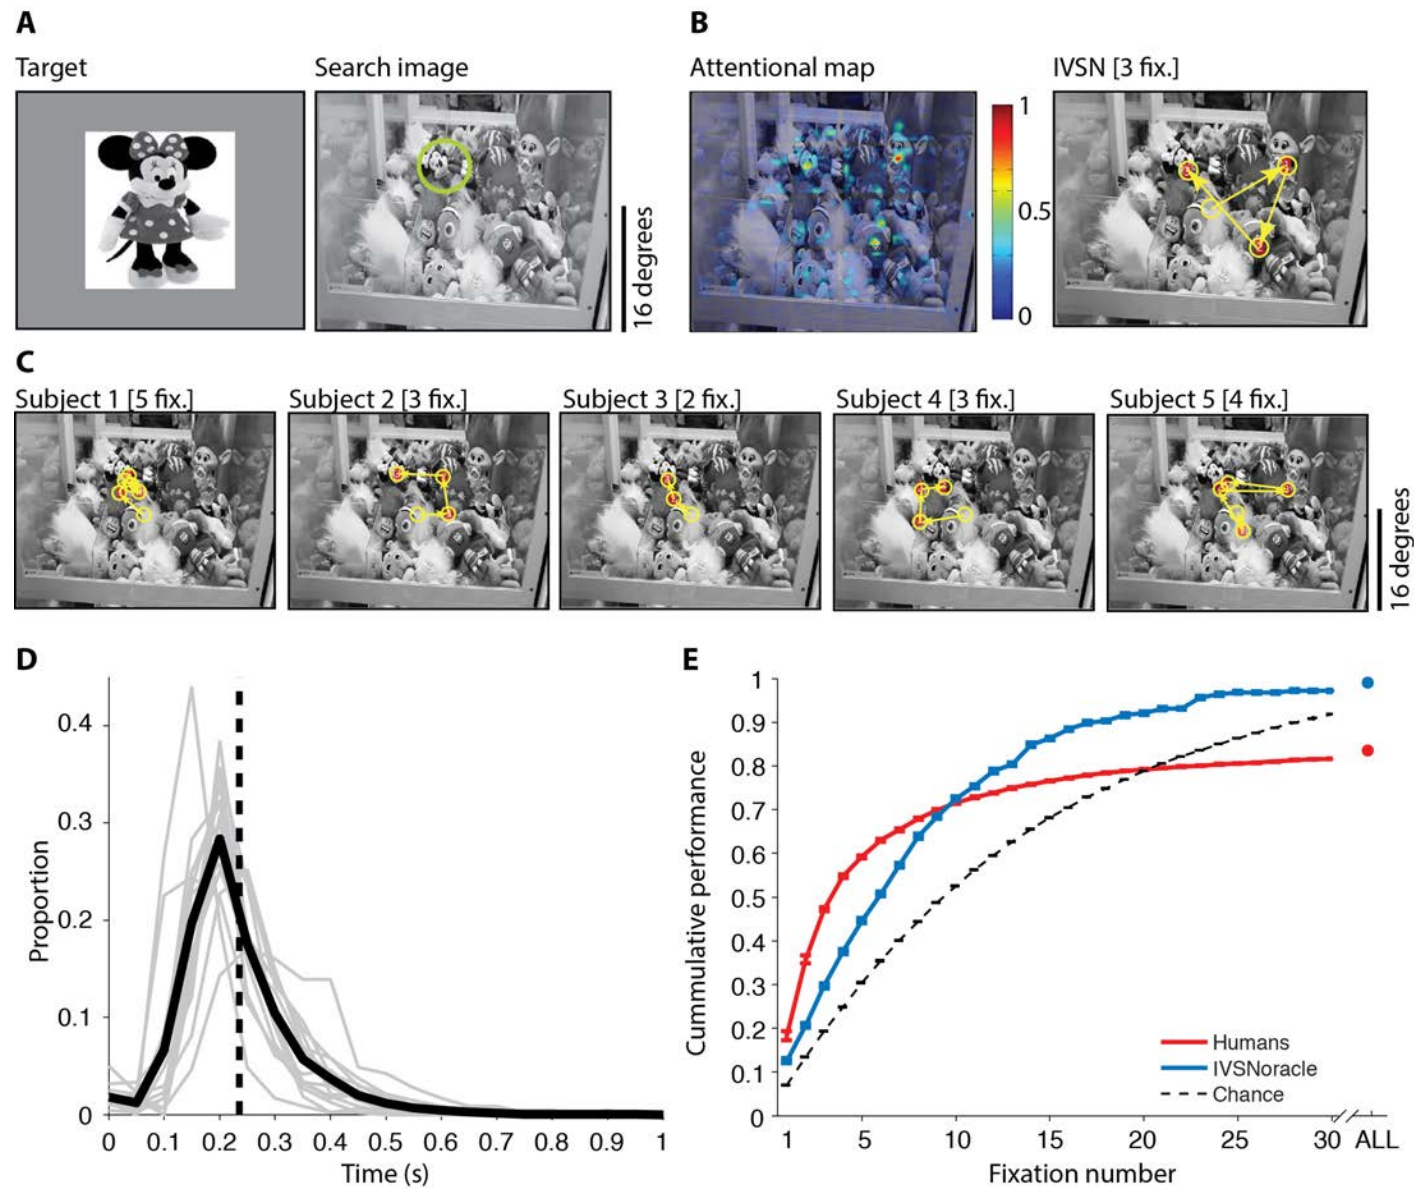 A
B
Target
Search image
Attentional map
IVSN [3 fix.]
16 degrees
1
0.5
0
C
Subject 1 [5 fix.]
Subject 2 [3 fix.]
Subject 3 [2 fix.]
Subject 4 [3 fix.]
Subject 5 [4 fix.]
16 degrees
D
Proportion
0.4
0.3
0.2
0.1
0
0 0.1 0.2 0.3 0.4 0.5 0.6 0.7 0.8 0.9 1
Time (s)
E
Cummulative performance
1
0.9
0.8
0.7
0.6
0.5
0.4
0.3
0.2
0.1
0
Humans
IVSNoracle
Chance
1 5 10 15 20 25 30 ALL
Fixation number